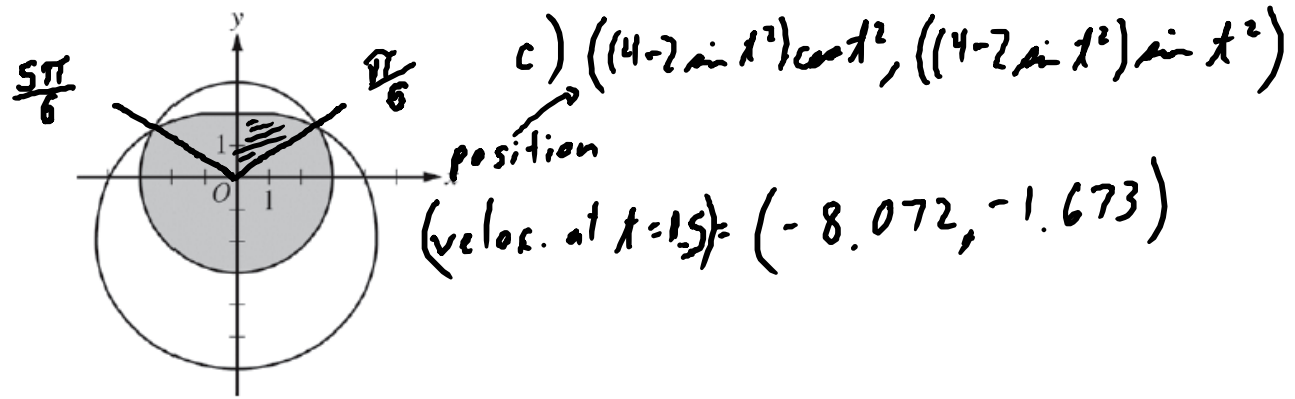 y
5π/6
π/6
c) ((4-2 sin t²) cos t², ((4-2 sin t²) sin t²)
1
position
O 1
(veloc. at t=1.5)= (-8.072, -1.673)